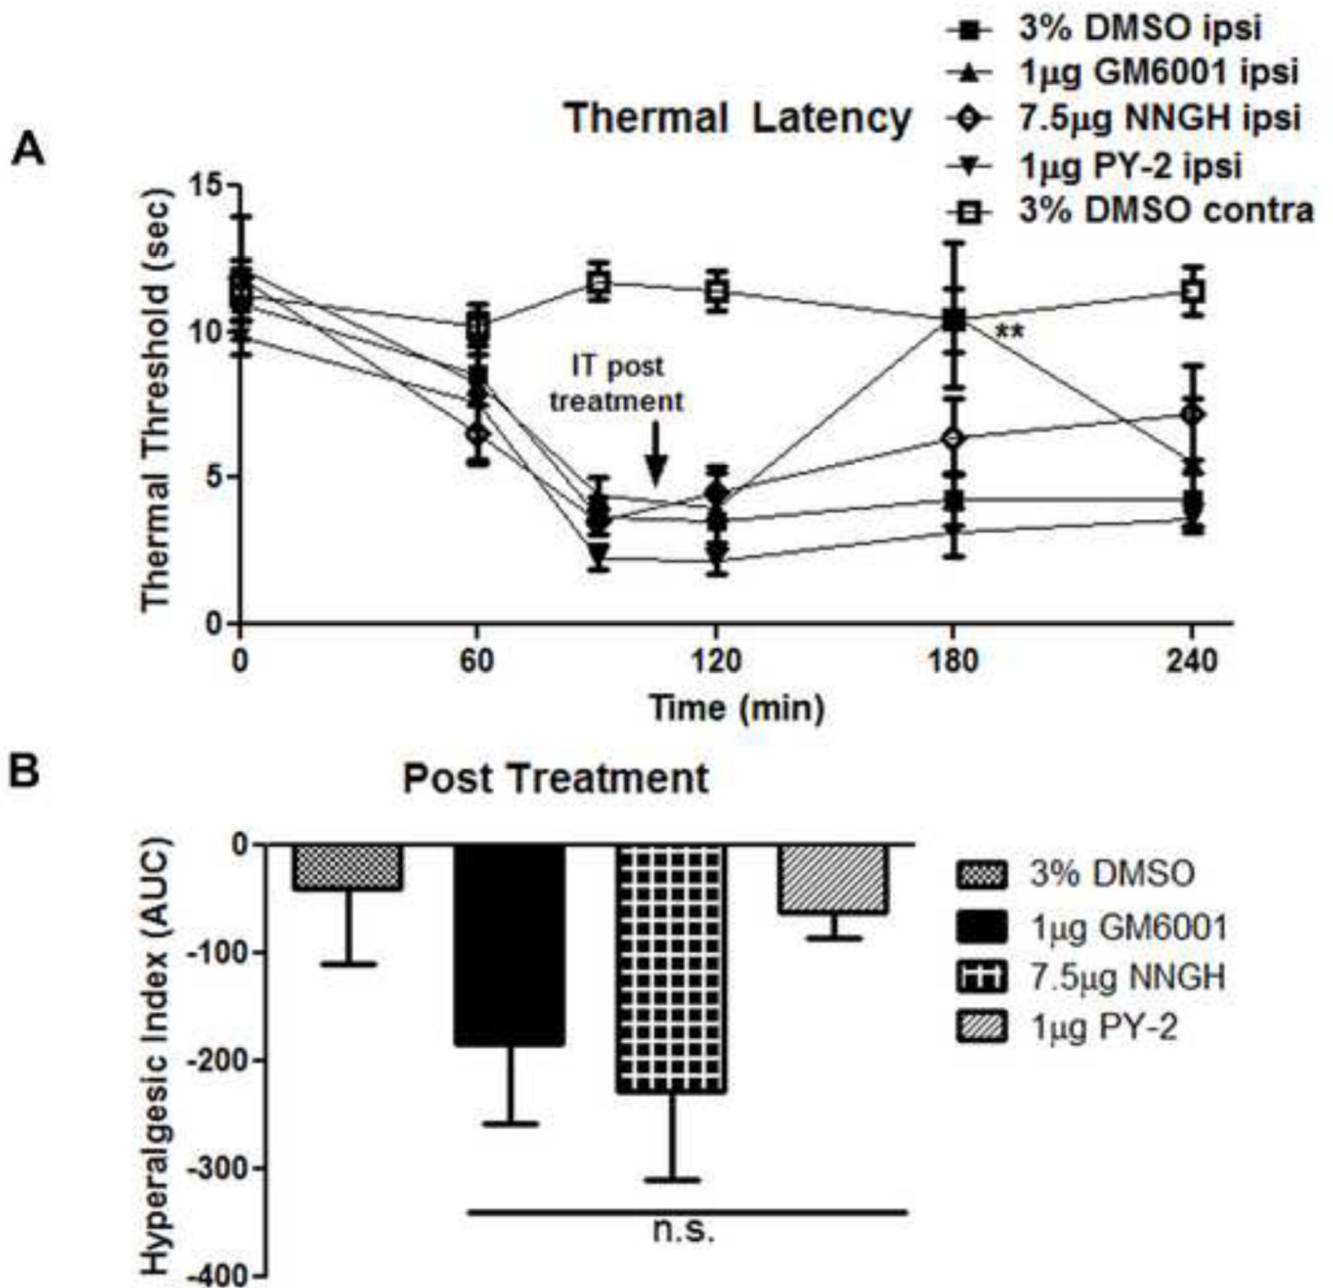 3% DMSO ipsi
1µg GM6001 ipsi
7.5µg NNGH ipsi
1µg PY-2 ipsi
3% DMSO contra
Thermal Latency
A
Thermal Threshold (sec)
15
10
5
0
IT post
treatment
**
0 60 120 180 240
Time (min)
B
Post Treatment
Hyperalgesic Index (AUC)
0
-100
-200
-300
-400
n.s.
3% DMSO
1µg GM6001
7.5µg NNGH
1µg PY-2